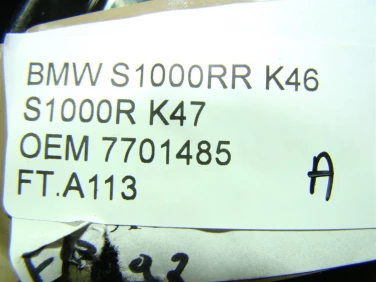 BMW S1000RR K46
S1000R K47
OEM 7701485
FT.A113
A